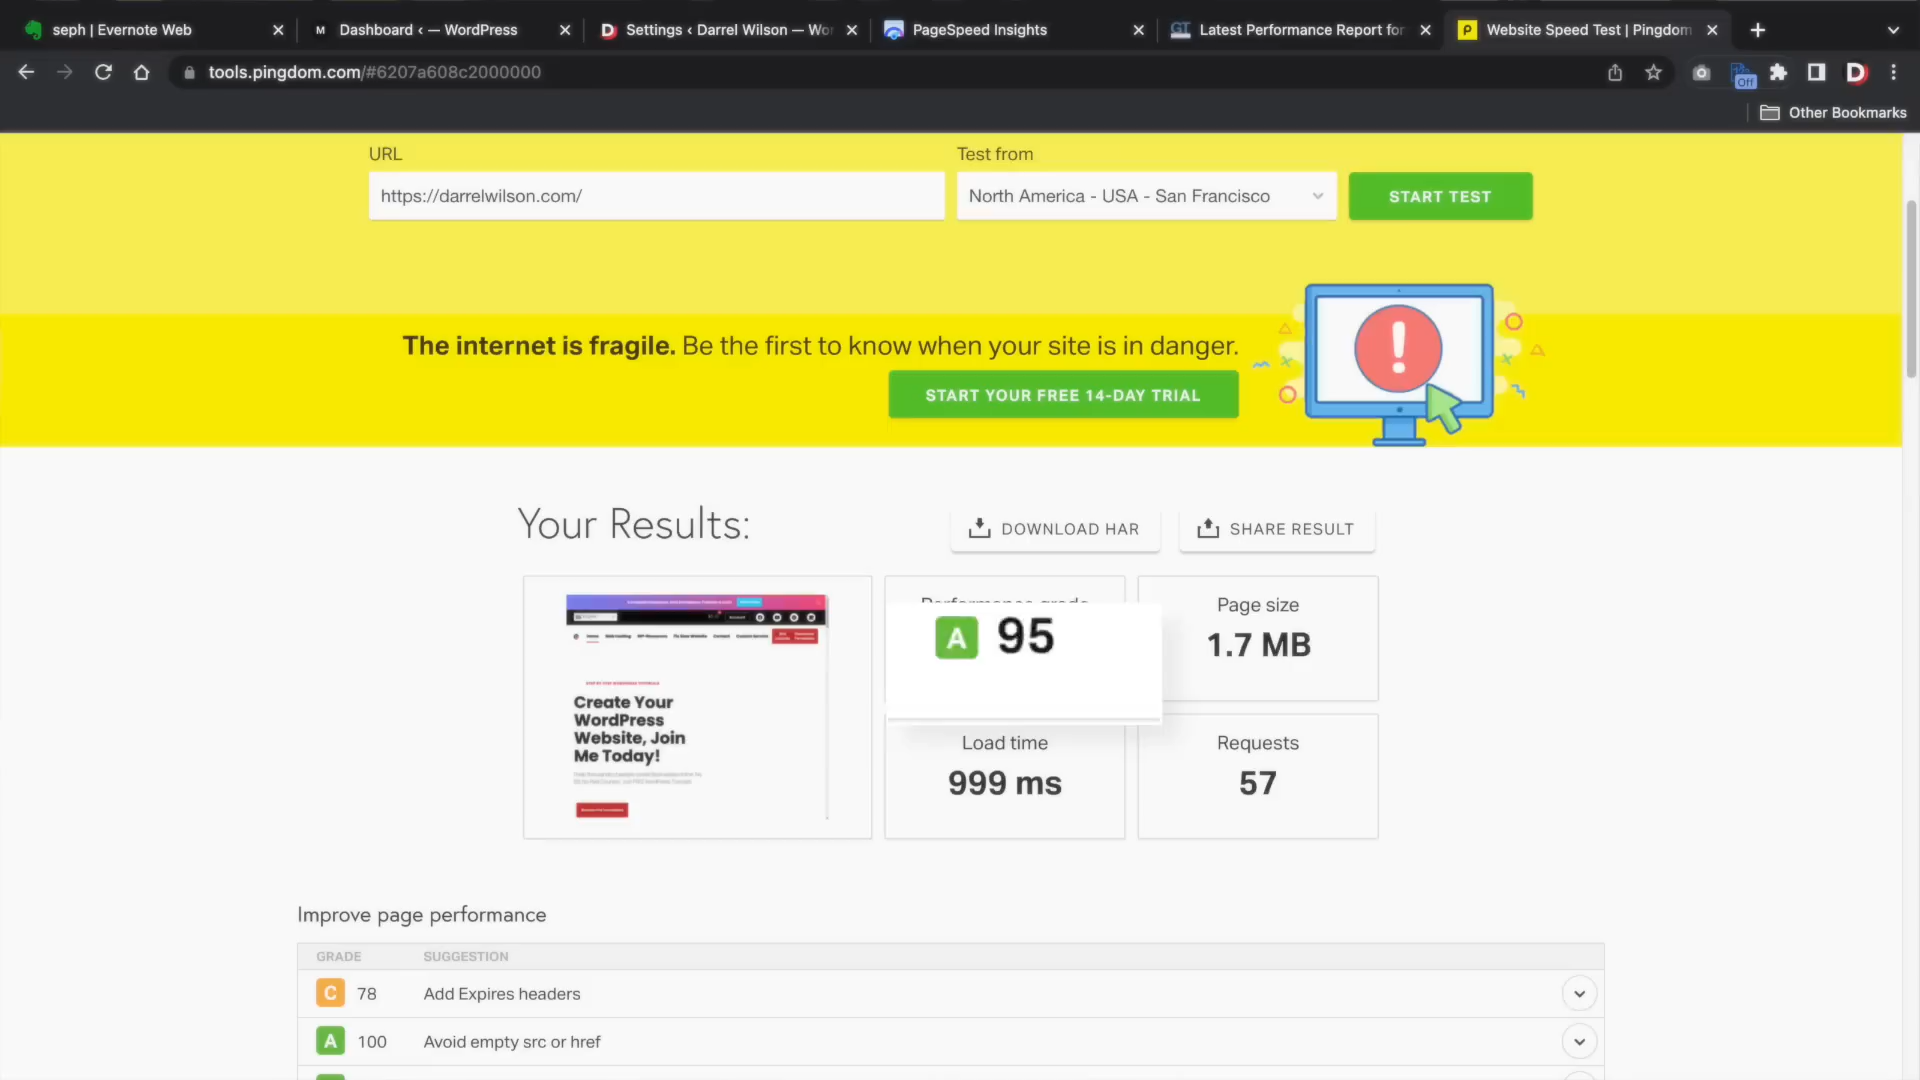 seph | Evernote Web
Dashboard ‹ — WordPress
Settings ‹ Darrel Wilson — Wor
PageSpeed Insights
Latest Performance Report for
Website Speed Test | Pingdom
tools.pingdom.com/#6207a608c2000000
Off
Other Bookmarks
URL
Test from
https://darrelwilson.com/
North America - USA - San Francisco
START TEST
The internet is fragile. Be the first to know when your site is in danger.
START YOUR FREE 14-DAY TRIAL
Your Results:
DOWNLOAD HAR
SHARE RESULT
Performance grade
A 95
Page size
1.7 MB
Create Your
WordPress
Website, Join
Me Today!
Load time
999 ms
Requests
57
Improve page performance
GRADE
SUGGESTION
C 78 Add Expires headers
A 100 Avoid empty src or href